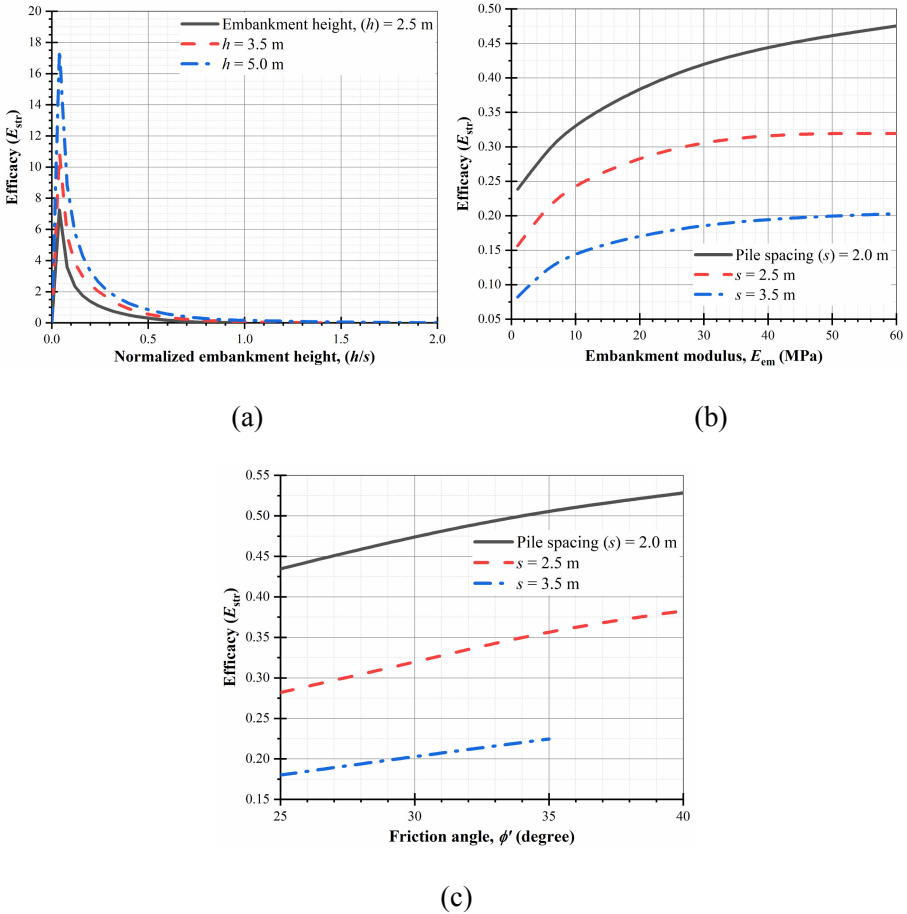 20
18
16
14
12
10
8
6
4
2
0
Efficacy (Estr)
Embankment height, (h) = 2.5 m
h = 3.5 m
h = 5.0 m
0.0 0.5 1.0 1.5 2.0
Normalized embankment height, (h/s)
(a)
0.50
0.45
0.40
0.35
0.30
0.25
0.20
0.15
0.10
0.05
Efficacy (Estr)
Pile spacing (s) = 2.0 m
s = 2.5 m
s = 3.5 m
0 10 20 30 40 50 60
Embankment modulus, Eem (MPa)
(b)
0.55
0.50
0.45
0.40
0.35
0.30
0.25
0.20
0.15
Efficacy (Estr)
Pile spacing (s) = 2.0 m
s = 2.5 m
s = 3.5 m
25 30 35 40
Friction angle, ϕ′ (degree)
(c)